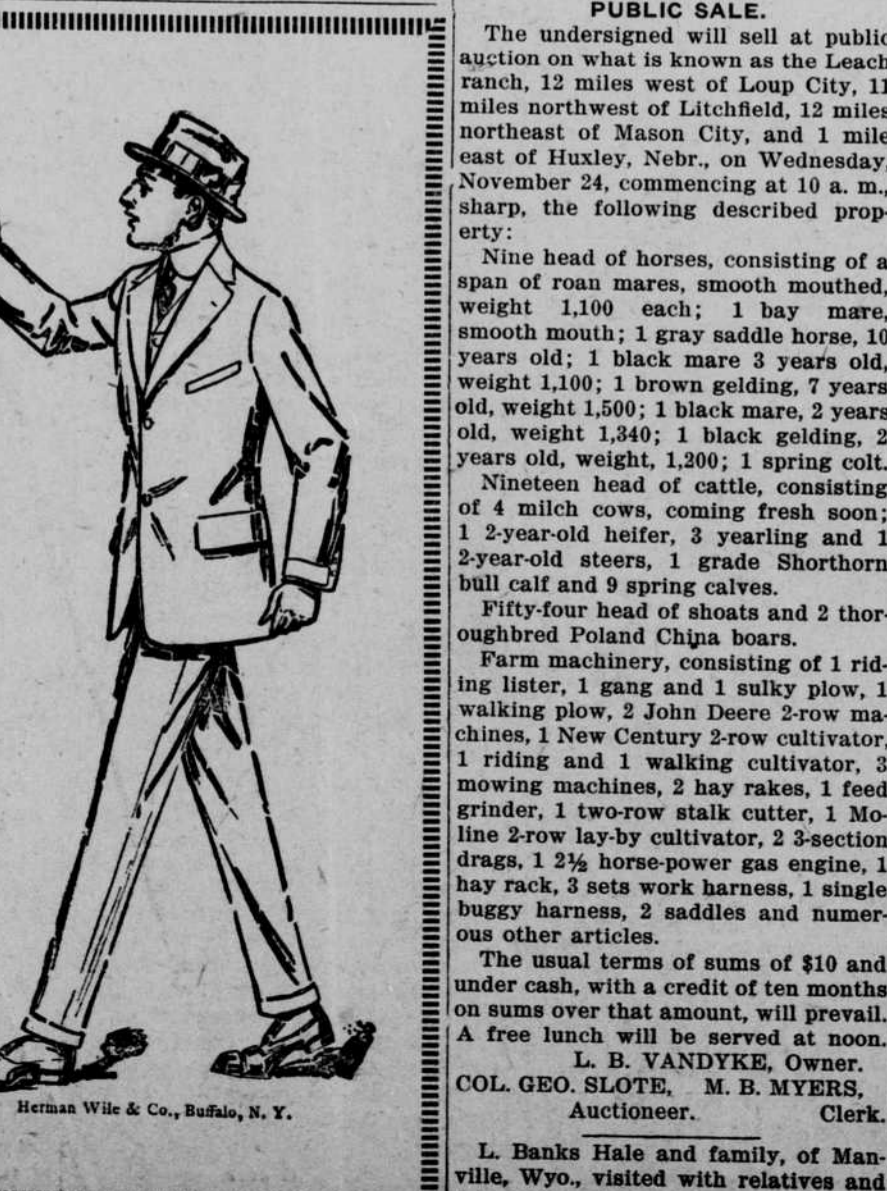 Herman Wile & Co., Buffalo, N. Y.
PUBLIC SALE.
The undersigned will sell at public
auction on what is known as the Leach
ranch, 12 miles west of Loup City, 11
miles northwest of Litchfield, 12 miles
northeast of Mason City, and 1 mile
east of Huxley, Nebr., on Wednesday,
November 24, commencing at 10 a. m.,
sharp, the following described prop-
erty:
Nine head of horses, consisting of a
span of roan mares, smooth mouthed,
weight 1,100 each; 1 bay mare,
smooth mouth; 1 gray saddle horse, 10
years old; 1 black mare 3 years old,
weight 1,100; 1 brown gelding, 7 years
old, weight 1,500; 1 black mare, 2 years
old, weight 1,340; 1 black gelding, 2
years old, weight, 1,200; 1 spring colt.
Nineteen head of cattle, consisting
of 4 milch cows, coming fresh soon;
1 2-year-old heifer, 3 yearling and 1
2-year-old steers, 1 grade Shorthorn
bull calf and 9 spring calves.
Fifty-four head of shoats and 2 thor-
oughbred Poland China boars.
Farm machinery, consisting of 1 rid-
ing lister, 1 gang and 1 sulky plow, 1
walking plow, 2 John Deere 2-row ma-
chines, 1 New Century 2-row cultivator,
1 riding and 1 walking cultivator, 3
mowing machines, 2 hay rakes, 1 feed
grinder, 1 two-row stalk cutter, 1 Mo-
line 2-row lay-by cultivator, 2 3-section
drags, 1 2½ horse-power gas engine, 1
hay rack, 3 sets work harness, 1 single
buggy harness, 2 saddles and numer-
ous other articles.
The usual terms of sums of $10 and
under cash, with a credit of ten months
on sums over that amount, will prevail.
A free lunch will be served at noon.
L. B. VANDYKE, Owner.
COL. GEO. SLOTE, M. B. MYERS,
Auctioneer. Clerk.
L. Banks Hale and family, of Man-
ville, Wyo., visited with relatives and